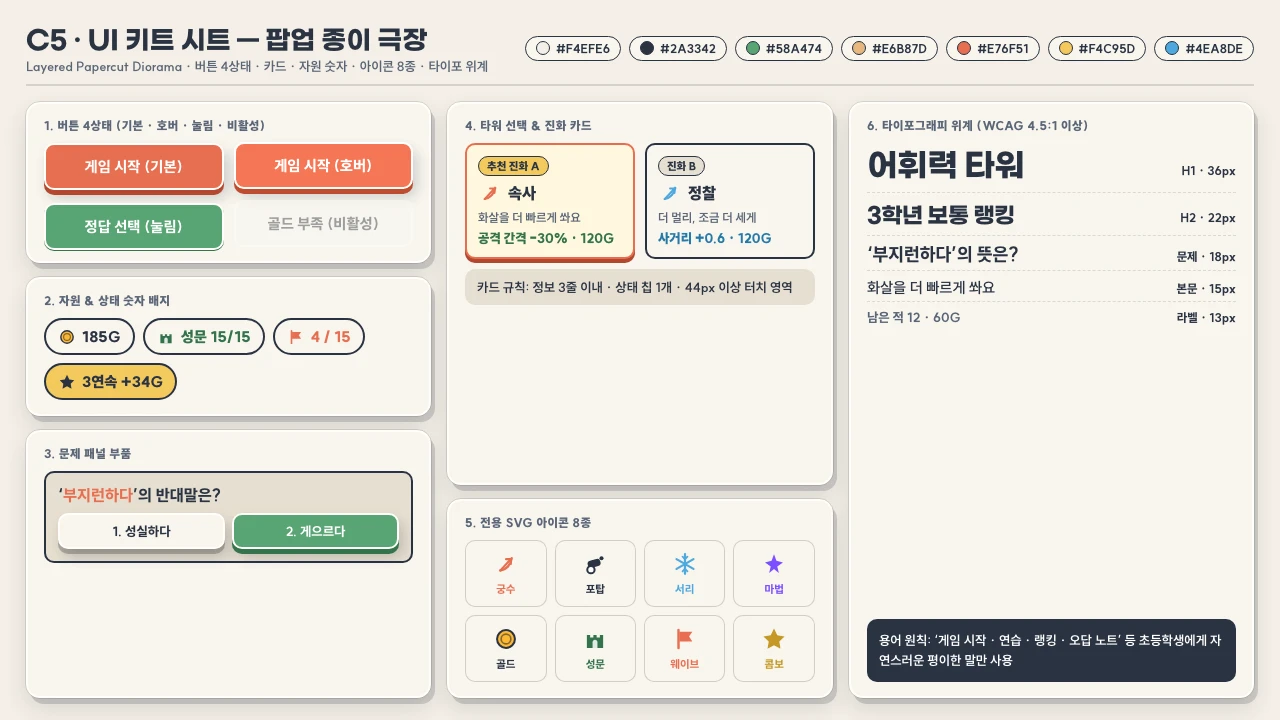 C5 · UI 키트 시트 — 팝업 종이 극장
Layered Papercut Diorama · 버튼 4상태 · 카드 · 자원 숫자 · 아이콘 8종 · 타이포 위계
#F4EFE6
#2A3342
#58A474
#E6B87D
#E76F51
#F4C95D
#4EA8DE
1. 버튼 4상태 (기본 · 호버 · 눌림 · 비활성)
게임 시작 (기본)
게임 시작 (호버)
정답 선택 (눌림)
골드 부족 (비활성)
2. 자원 & 상태 숫자 배지
185G
성문 15/15
4 / 15
3연속 +34G
3. 문제 패널 부품
‘부지런하다’의 반대말은?
1. 성실하다
2. 게으르다
4. 타워 선택 & 진화 카드
추천 진화 A
속사
화살을 더 빠르게 쏴요
공격 간격 -30% · 120G
진화 B
정찰
더 멀리, 조금 더 세게
사거리 +0.6 · 120G
카드 규칙: 정보 3줄 이내 · 상태 칩 1개 · 44px 이상 터치 영역
5. 전용 SVG 아이콘 8종
궁수
포탑
서리
마법
골드
성문
웨이브
콤보
6. 타이포그래피 위계 (WCAG 4.5:1 이상)
어휘력 타워
H1 · 36px
3학년 보통 랭킹
H2 · 22px
‘부지런하다’의 뜻은?
문제 · 18px
화살을 더 빠르게 쏴요
본문 · 15px
남은 적 12 · 60G
라벨 · 13px
용어 원칙: ‘게임 시작 · 연습 · 랭킹 · 오답 노트’ 등 초등학생에게 자
연스러운 평이한 말만 사용